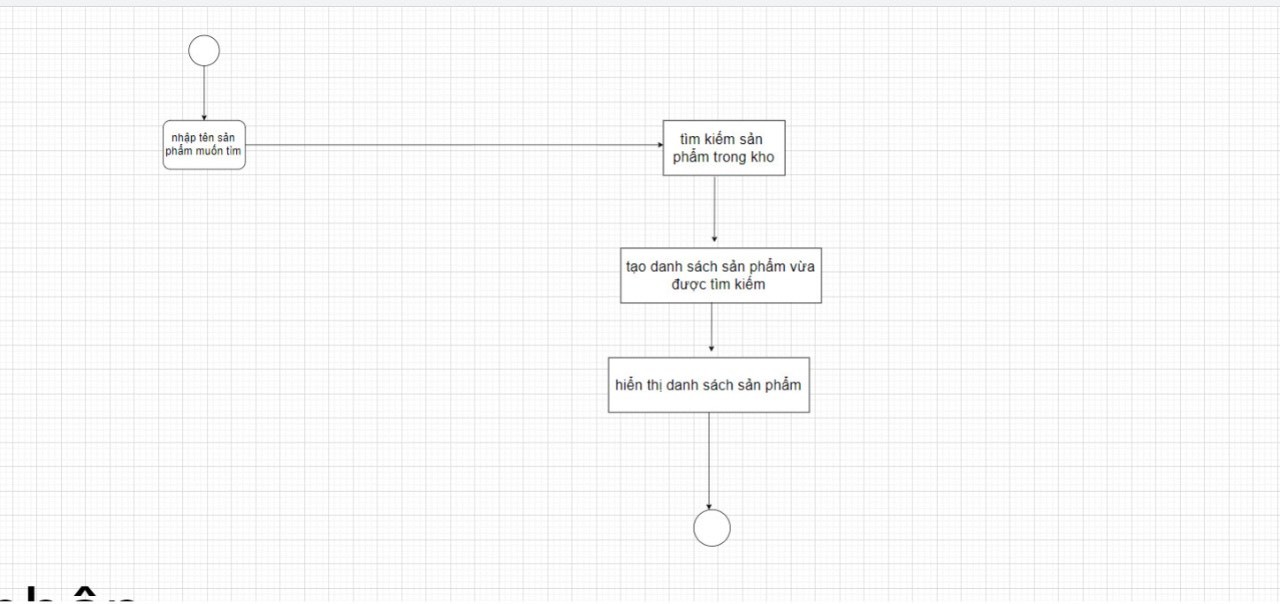 nhập tên sản
phẩm muốn tìm
tìm kiếm sản
phẩm trong kho
tạo danh sách sản phẩm vừa
được tìm kiếm
hiển thị danh sách sản phẩm